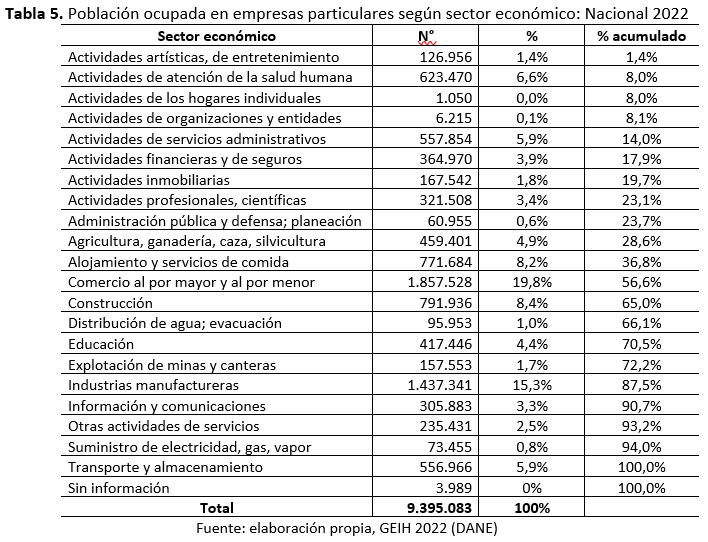 Tabla 5. Población ocupada en empresas particulares según sector económico: Nacional 2022
Sector económico N° % % acumulado
Actividades artísticas, de entretenimiento 126.956 1,4% 1,4%
Actividades de atención de la salud humana 623.470 6,6% 8,0%
Actividades de los hogares individuales 1.050 0,0% 8,0%
Actividades de organizaciones y entidades 6.215 0,1% 8,1%
Actividades de servicios administrativos 557.854 5,9% 14,0%
Actividades financieras y de seguros 364.970 3,9% 17,9%
Actividades inmobiliarias 167.542 1,8% 19,7%
Actividades profesionales, científicas 321.508 3,4% 23,1%
Administración pública y defensa; planeación 60.955 0,6% 23,7%
Agricultura, ganadería, caza, silvicultura 459.401 4,9% 28,6%
Alojamiento y servicios de comida 771.684 8,2% 36,8%
Comercio al por mayor y al por menor 1.857.528 19,8% 56,6%
Construcción 791.936 8,4% 65,0%
Distribución de agua; evacuación 95.953 1,0% 66,1%
Educación 417.446 4,4% 70,5%
Explotación de minas y canteras 157.553 1,7% 72,2%
Industrias manufactureras 1.437.341 15,3% 87,5%
Información y comunicaciones 305.883 3,3% 90,7%
Otras actividades de servicios 235.431 2,5% 93,2%
Suministro de electricidad, gas, vapor 73.455 0,8% 94,0%
Transporte y almacenamiento 556.966 5,9% 100,0%
Sin información 3.989 0% 100,0%
Total 9.395.083 100%
Fuente: elaboración propia, GEIH 2022 (DANE)